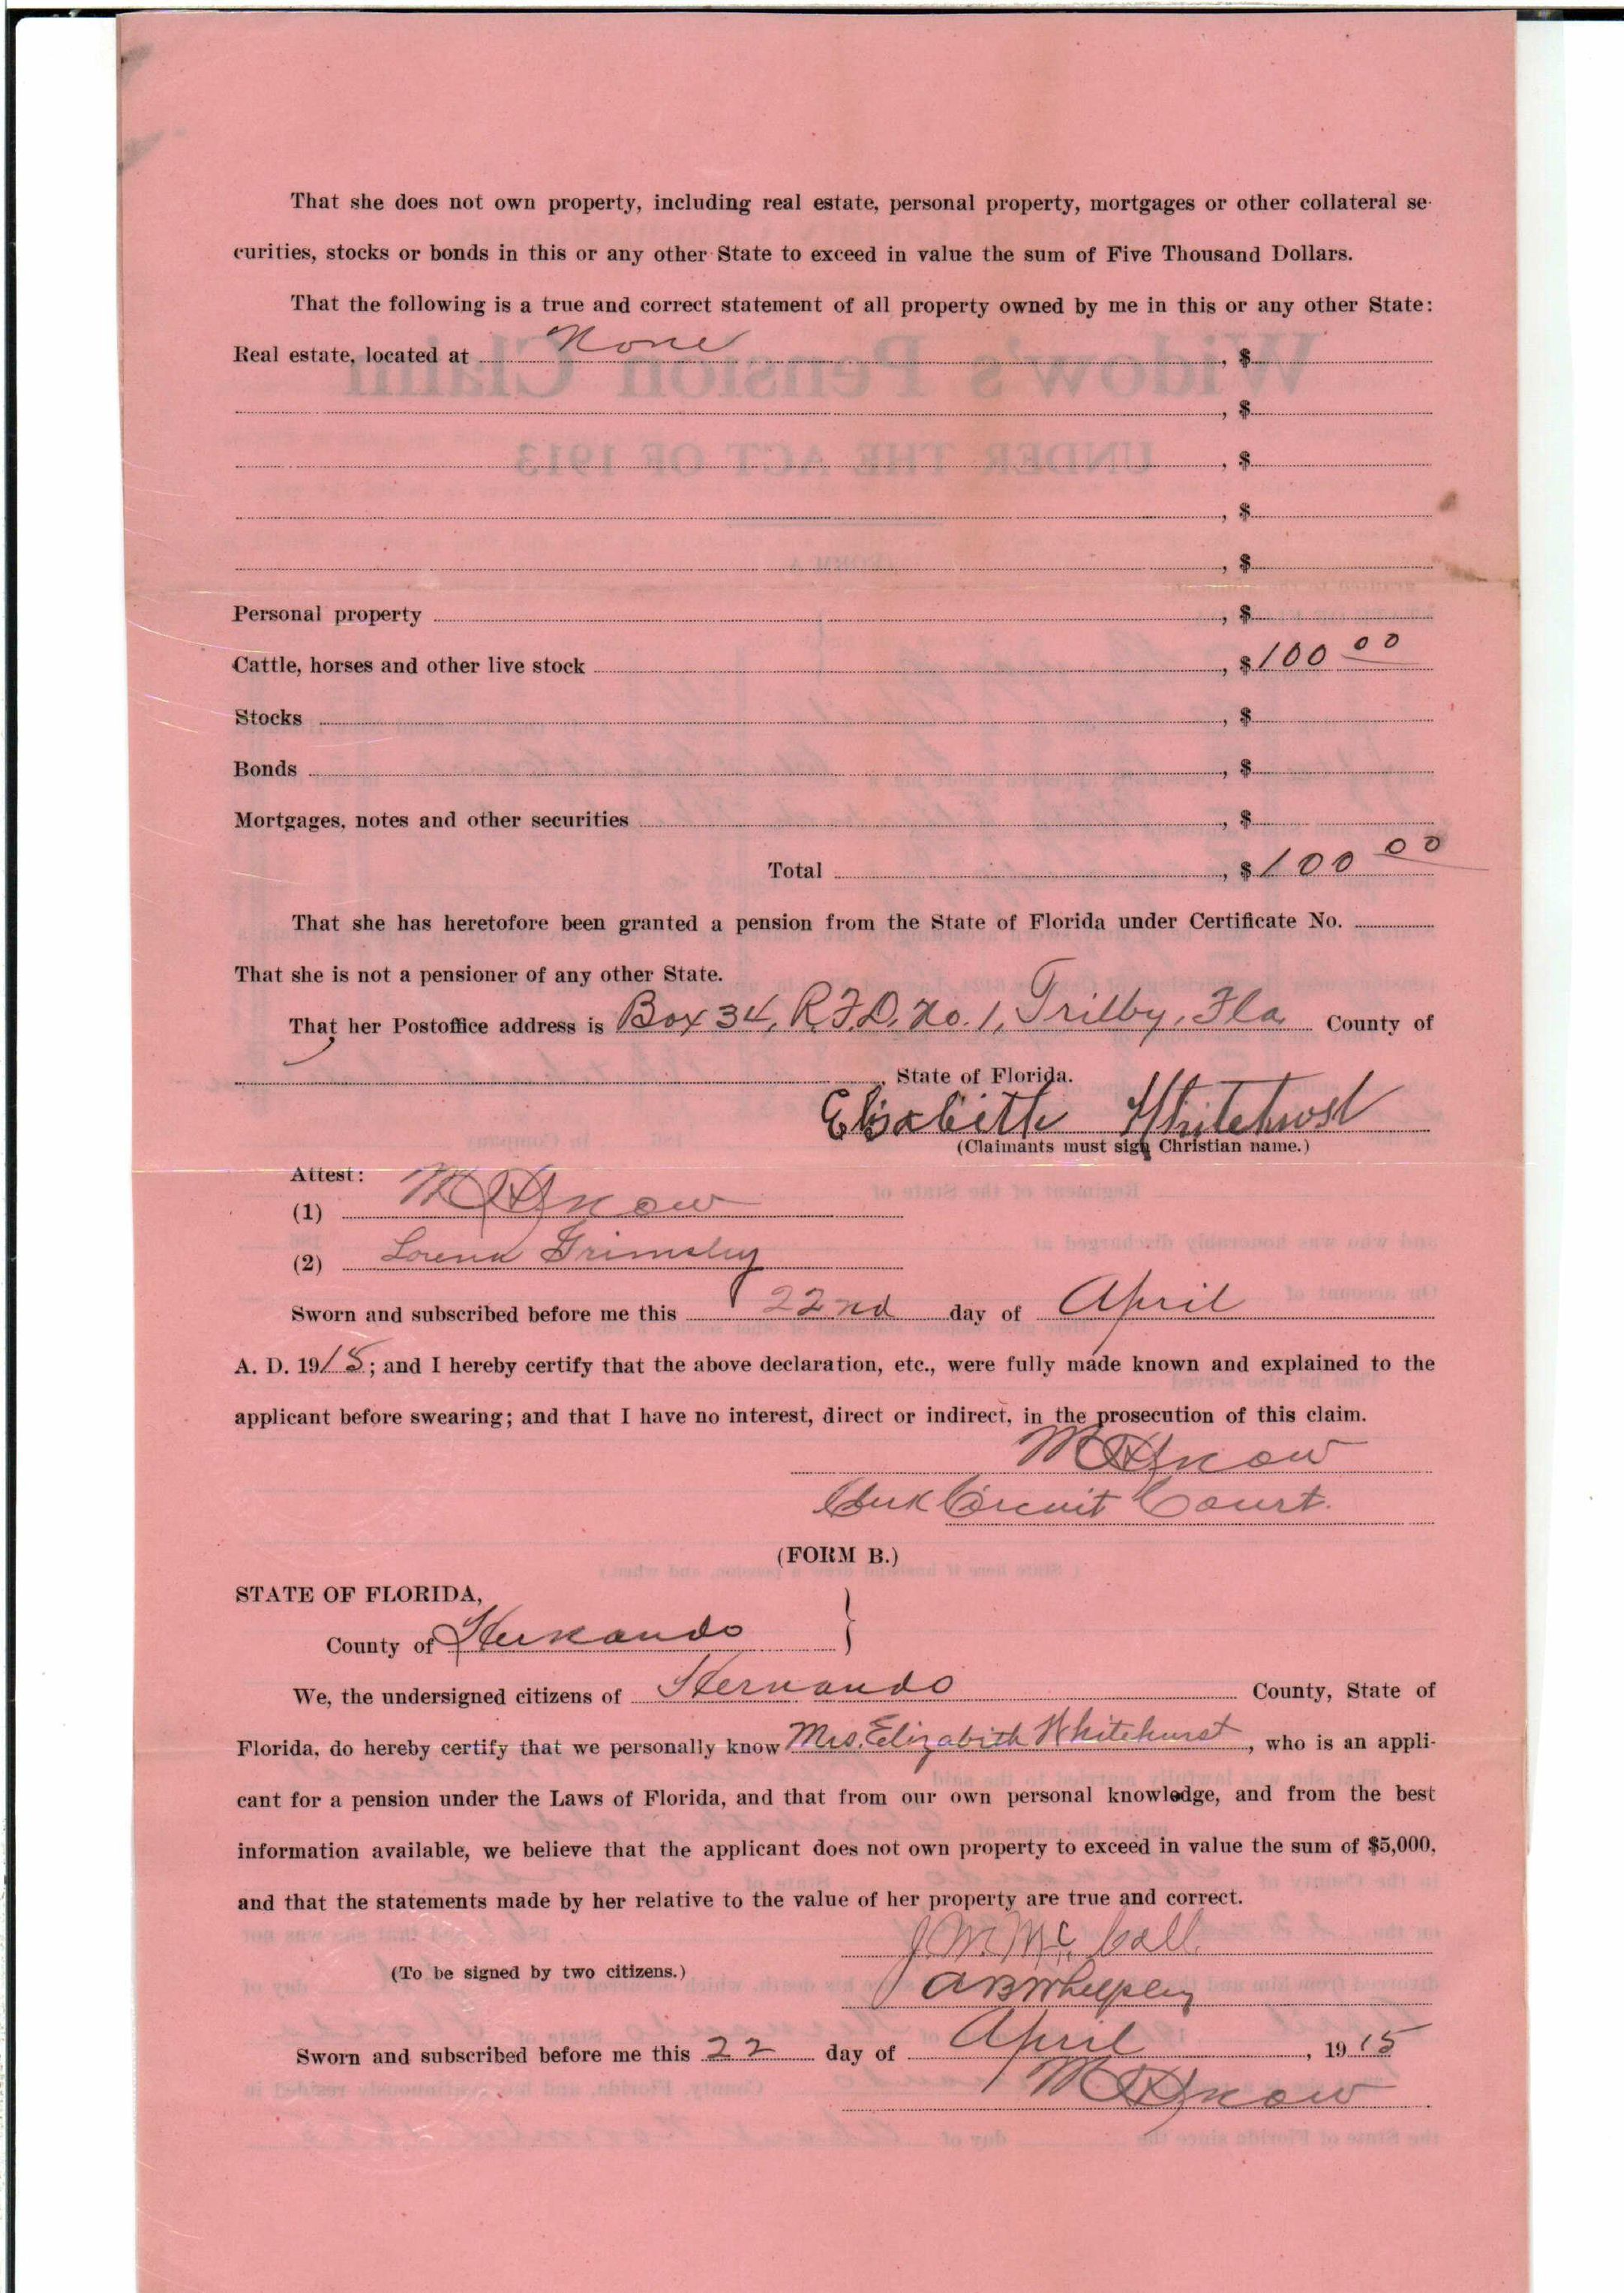 That she does not own property, including real estate, personal property, mortgages or other collateral se-
curities, stocks or bonds in this or any other State to exceed in value the sum of Five Thousand Dollars.
That the following is a true and correct statement of all property owned by me in this or any other State:
Real estate, located at None, $
, $
, $
, $
, $
Personal property , $
Cattle, horses and other live stock , $100 00
Stocks , $
Bonds , $
Mortgages, notes and other securities , $
Total , $100 00
That she has heretofore been granted a pension from the State of Florida under Certificate No.
That she is not a pensioner of any other State.
That her Postoffice address is Box 34, R.F.D. No. 1, Trilby, Fla County of
, State of Florida.
Elisabeth Whitehust
(Claimants must sign Christian name.)
Attest:
(1) M H Snow
(2) Lorena Grimsley
Sworn and subscribed before me this 22nd day of April
A. D. 1915; and I hereby certify that the above declaration, etc., were fully made known and explained to the
applicant before swearing; and that I have no interest, direct or indirect, in the prosecution of this claim.
M H Snow
Clerk Circuit Court.
(FORM B.)
STATE OF FLORIDA,
County of Hernando }
We, the undersigned citizens of Hernando County, State of
Florida, do hereby certify that we personally know Mrs. Elizabeth Whitehurst, who is an appli-
cant for a pension under the Laws of Florida, and that from our own personal knowledge, and from the best
information available, we believe that the applicant does not own property to exceed in value the sum of $5,000,
and that the statements made by her relative to the value of her property are true and correct.
J. M. McCall
(To be signed by two citizens.)
A B Whelpley
Sworn and subscribed before me this 22 day of April, 1915
M H Snow